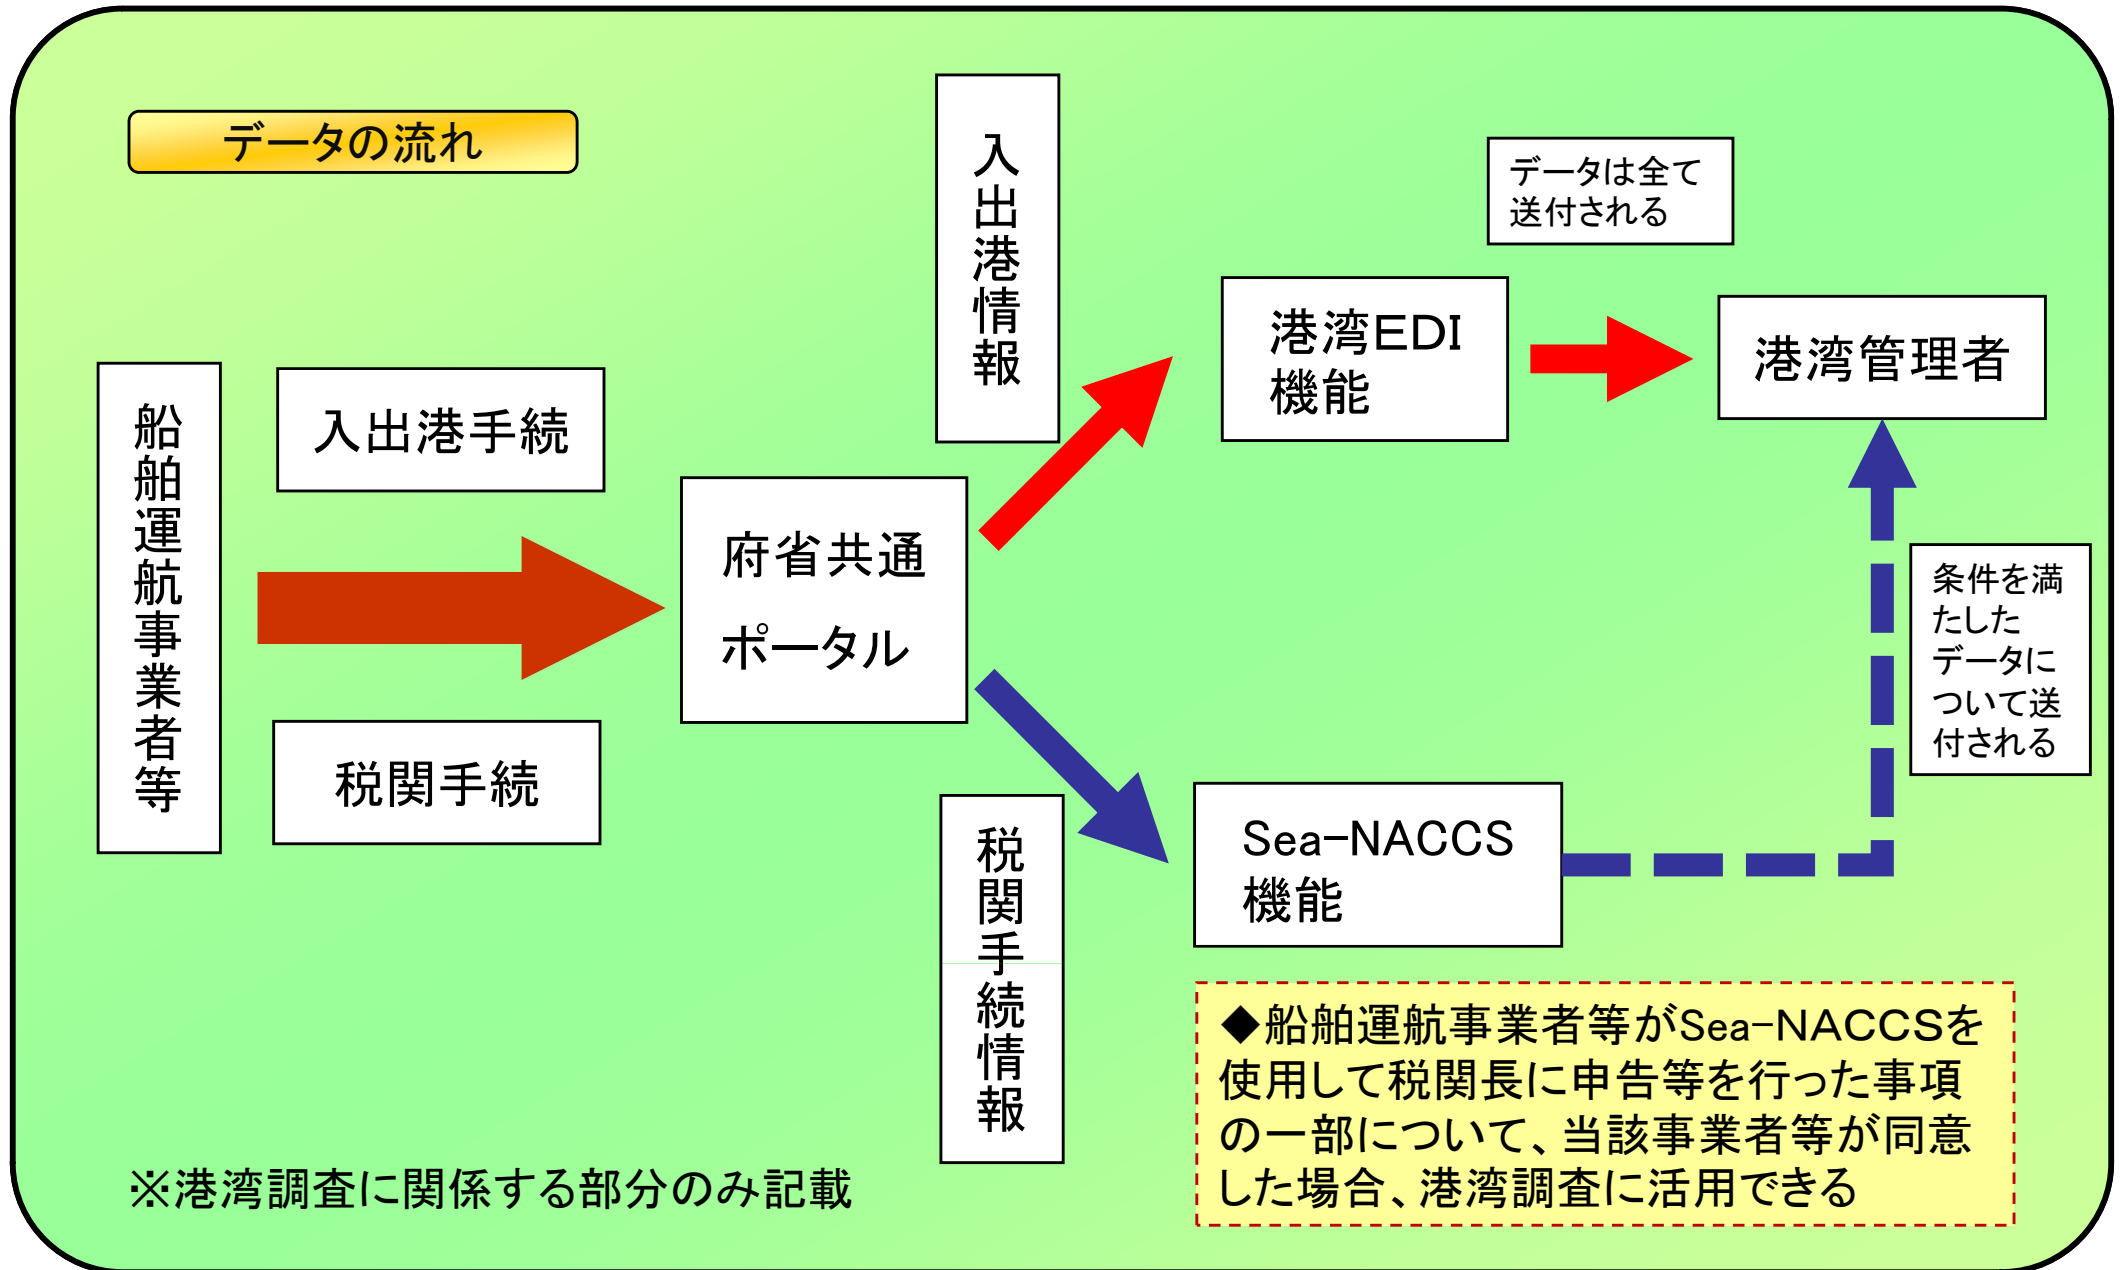 データの流れ
入出港情報
データは全て
送付される
港湾EDI
機能
港湾管理者
船舶運航事業者等
入出港手続
府省共通
ポータル
税関手続
条件を満
たした
データに
ついて送
付される
税関手続情報
Sea-NACCS
機能
◆船舶運航事業者等がSea-NACCSを
使用して税関長に申告等を行った事項
の一部について、当該事業者等が同意
した場合、港湾調査に活用できる
※港湾調査に関係する部分のみ記載